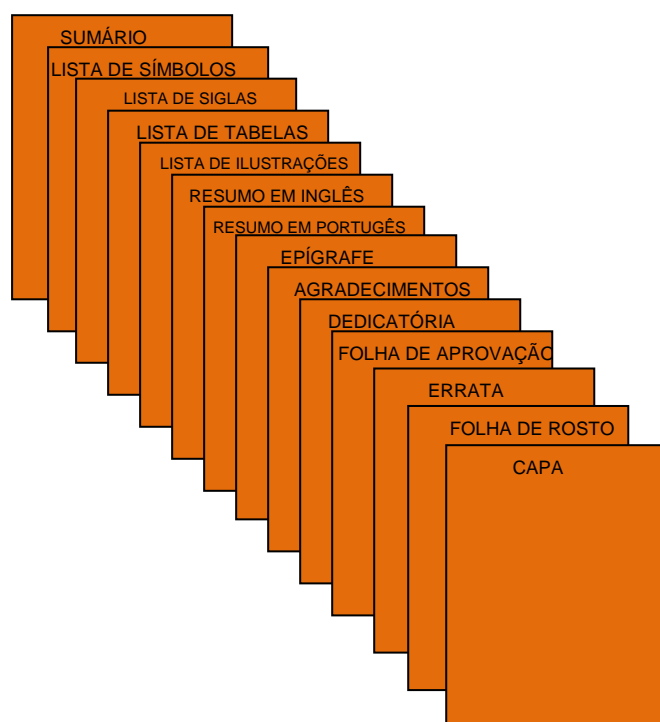 SUMÁRIO
LISTA DE SÍMBOLOS
LISTA DE SIGLAS
LISTA DE TABELAS
LISTA DE ILUSTRAÇÕES
RESUMO EM INGLÊS
RESUMO EM PORTUGÊS
EPÍGRAFE
AGRADECIMENTOS
DEDICATÓRIA
FOLHA DE APROVAÇÃO
ERRATA
FOLHA DE ROSTO
CAPA